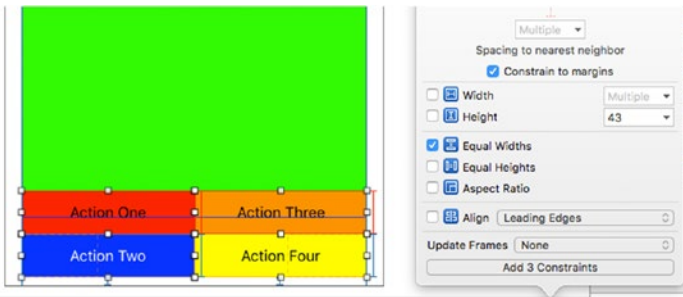 Multiple
Spacing to nearest neighbor
Constrain to margins
Width Multiple
Height 43
Equal Widths
Equal Heights
Aspect Ratio
Align Leading Edges
Update Frames None
Add 3 Constraints
Action One Action Three
Action Two Action Four